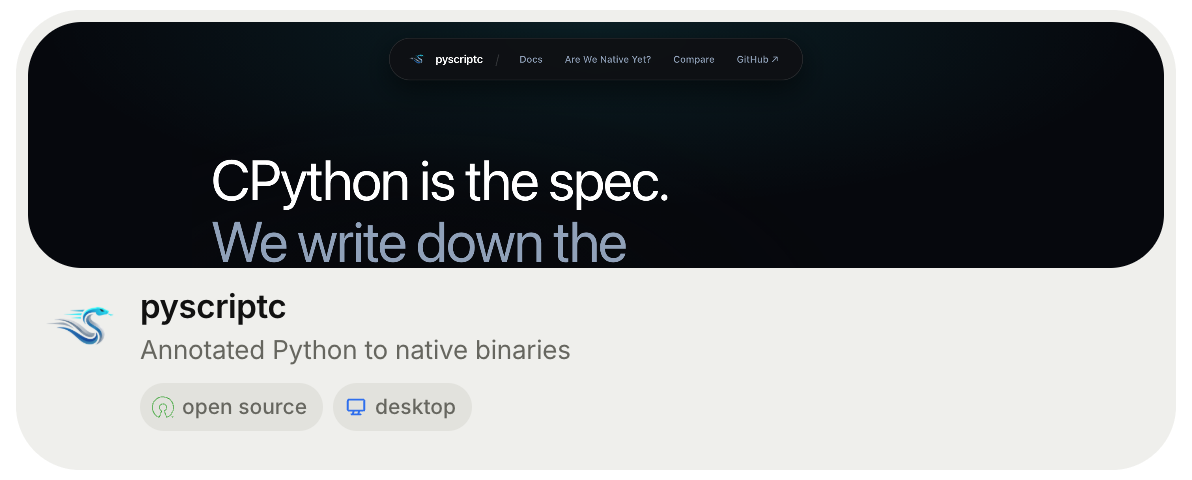 pyscriptc / Docs Are We Native Yet? Compare GitHub ↗
CPython is the spec.
We write down the
pyscriptc
Annotated Python to native binaries
open source desktop